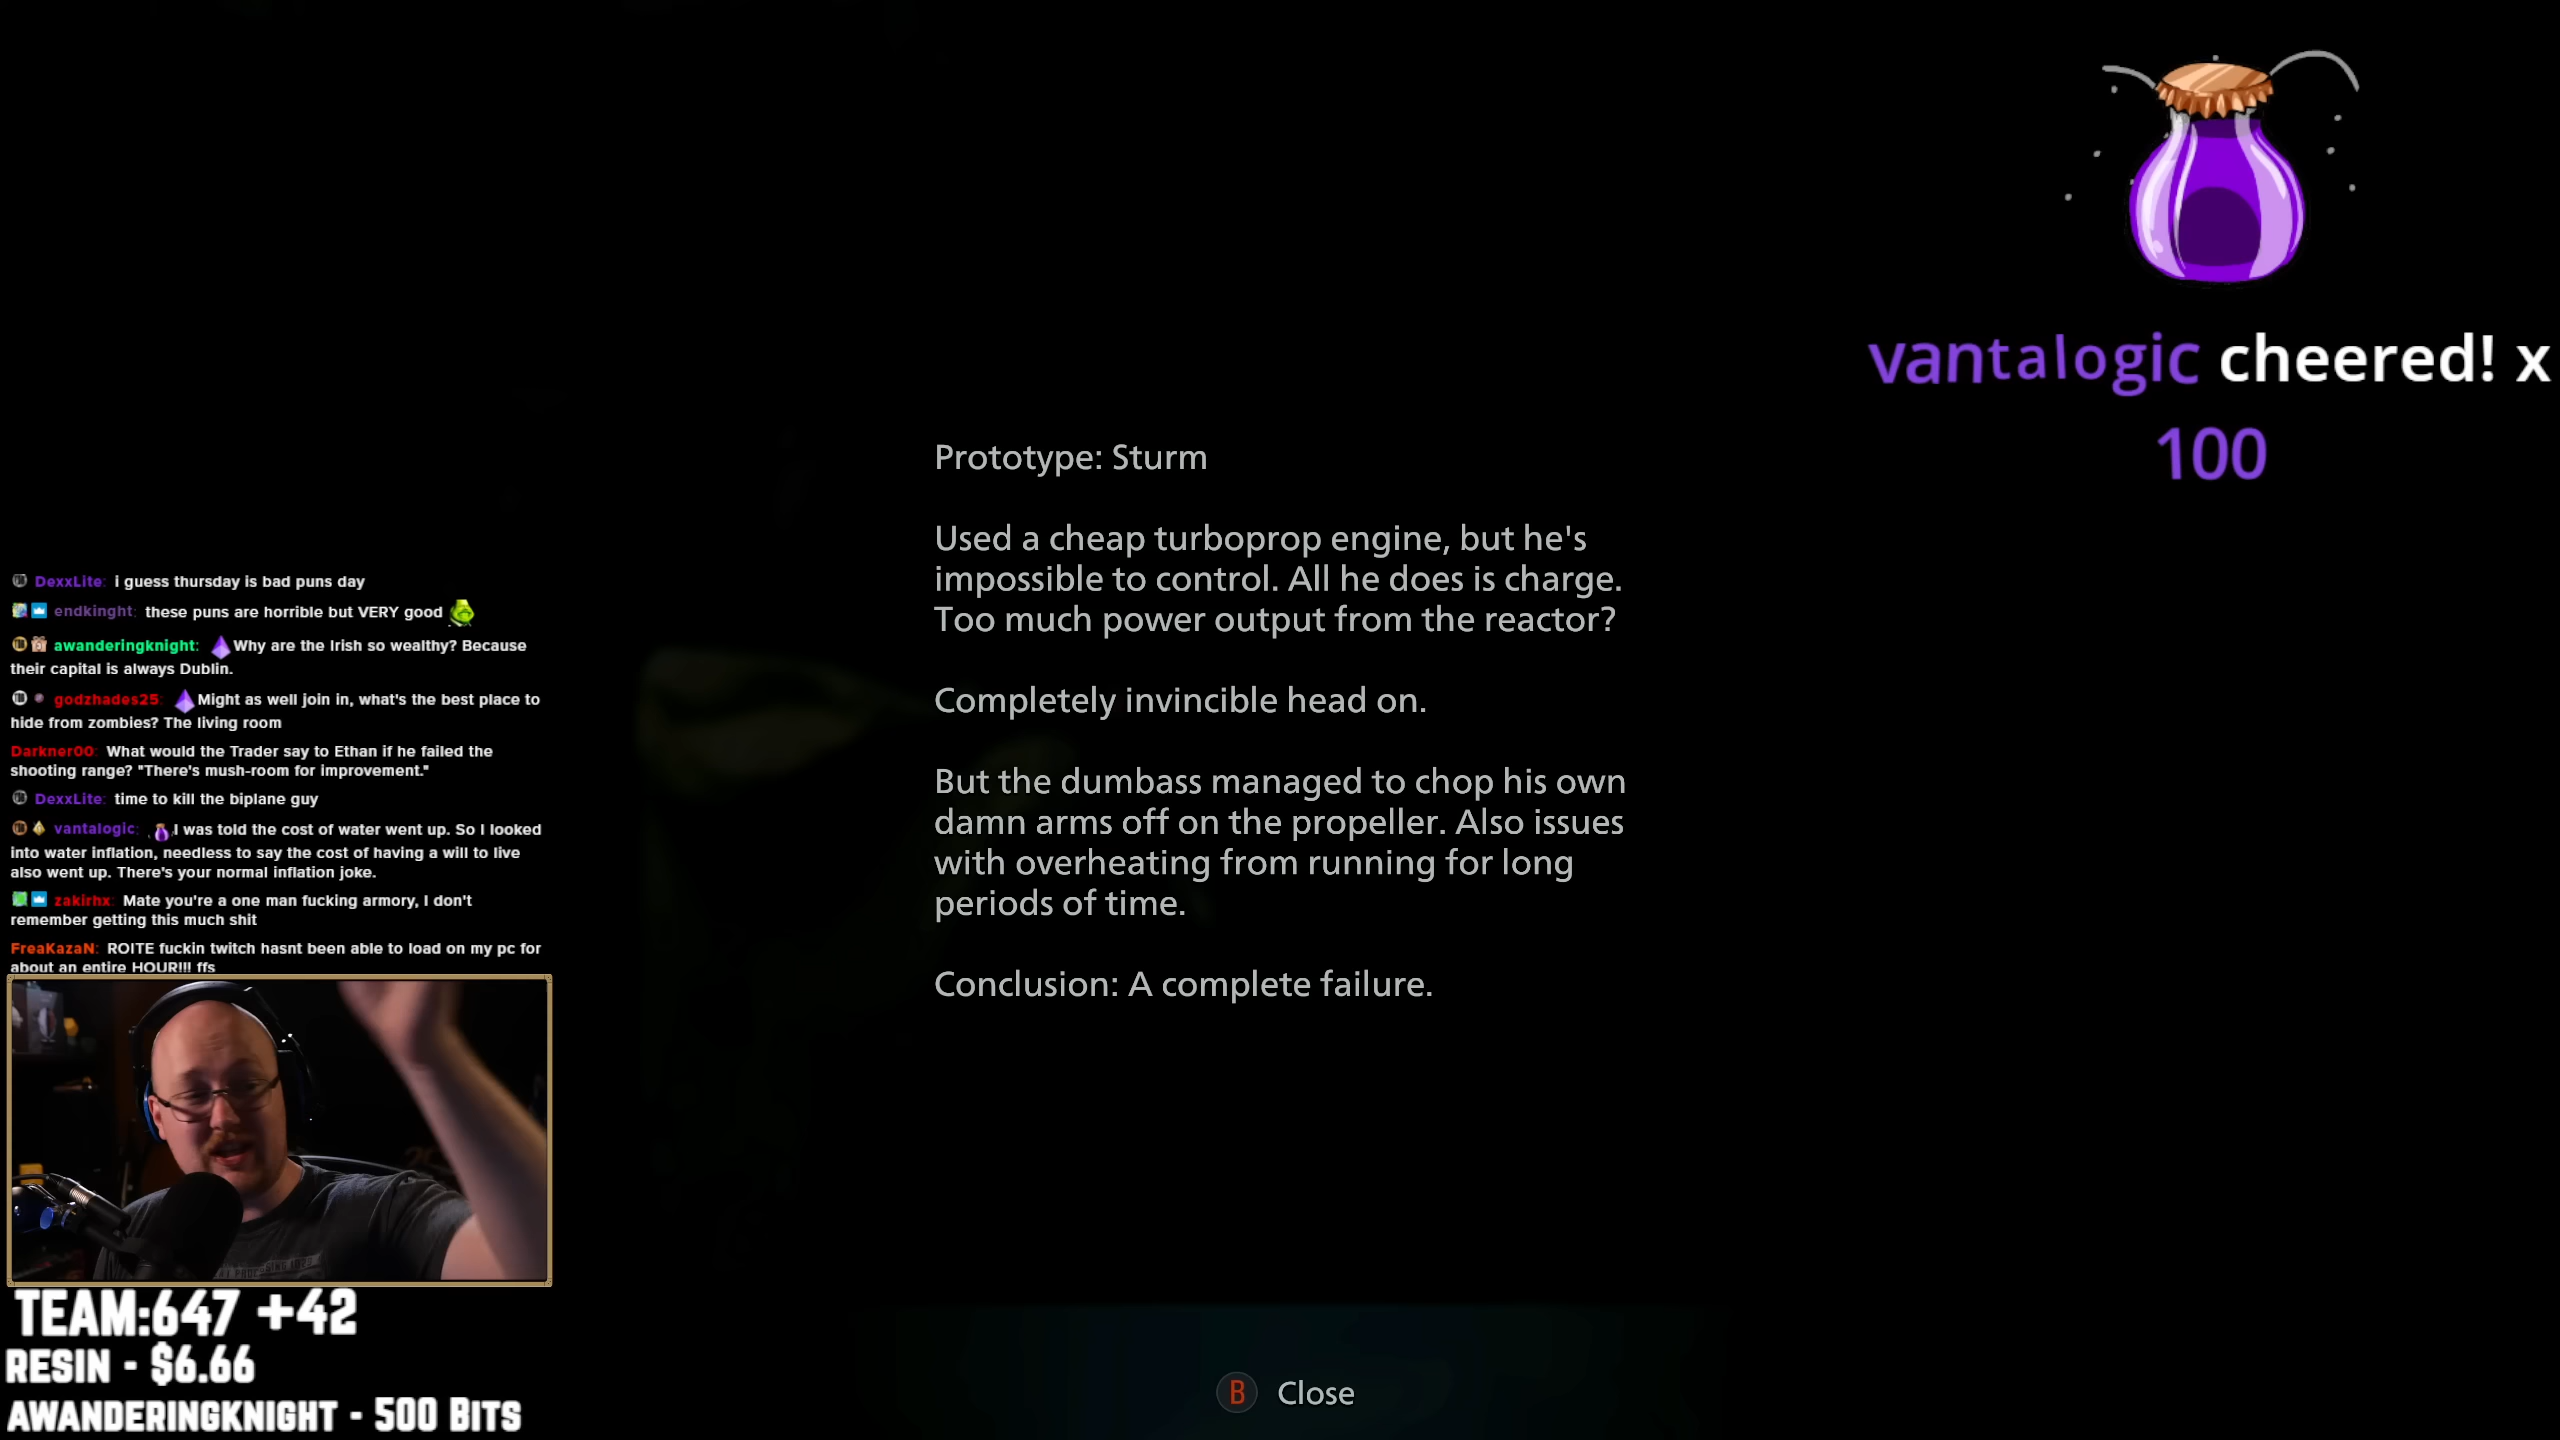 vantalogic cheered! x
100
Prototype: Sturm
Used a cheap turboprop engine, but he's
impossible to control. All he does is charge.
Too much power output from the reactor?
Completely invincible head on.
But the dumbass managed to chop his own
damn arms off on the propeller. Also issues
with overheating from running for long
periods of time.
Conclusion: A complete failure.
B Close
DexxLite: i guess thursday is bad puns day
endkinght: these puns are horrible but VERY good
awanderingknight: Why are the Irish so wealthy? Because
their capital is always Dublin.
godzhades25: Might as well join in, what's the best place to
hide from zombies? The living room
Darkner00: What would the Trader say to Ethan if he failed the
shooting range? "There's mush-room for improvement."
DexxLite: time to kill the biplane guy
vantalogic: I was told the cost of water went up. So I looked
into water inflation, needless to say the cost of having a will to live
also went up. There's your normal inflation joke.
zakirhx: Mate you're a one man fucking armory, I don't
remember getting this much shit
FreaKazaN: ROITE fuckin twitch hasnt been able to load on my pc for
about an entire HOUR!!! ffs
TEAM:647 +42
RESIN - $6.66
AWANDERINGKNIGHT - 500 BITS